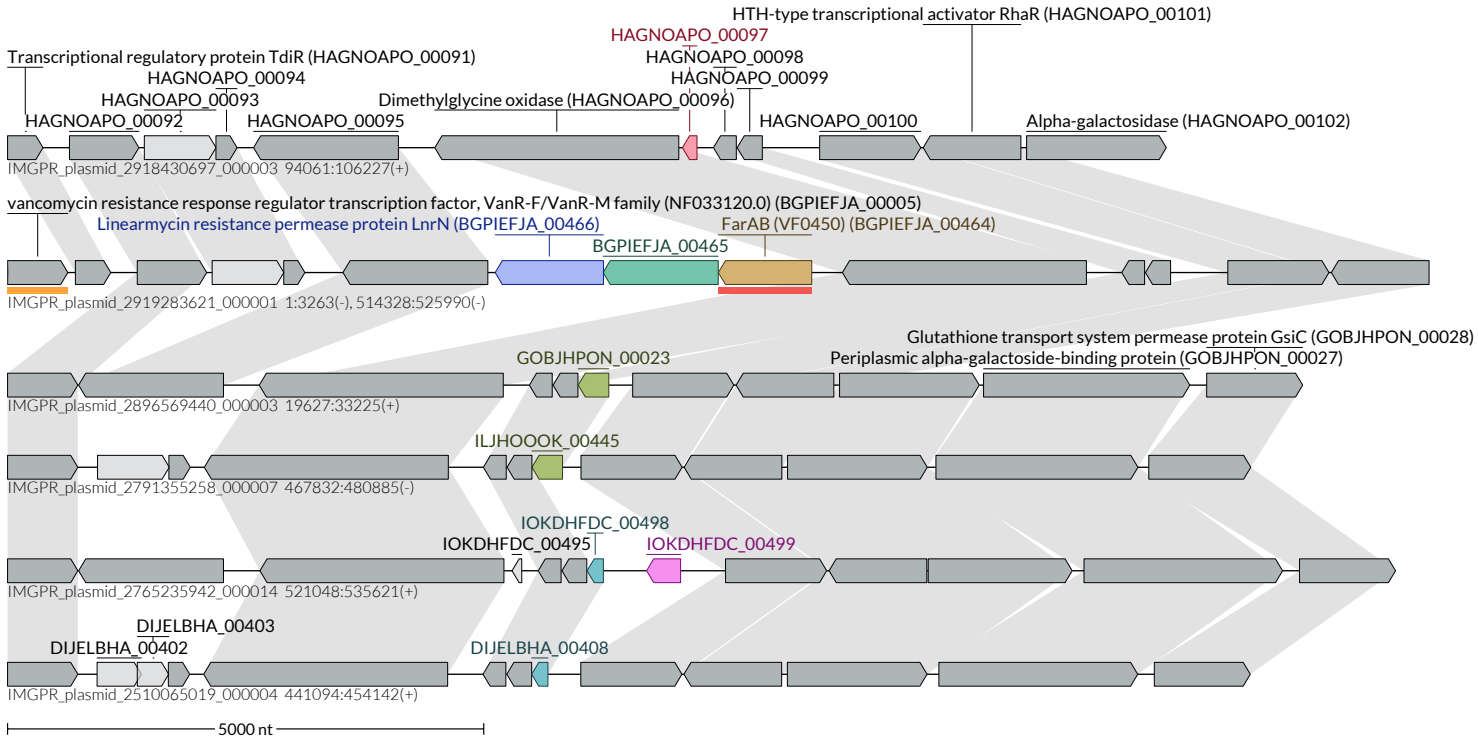 HTH-type transcriptional activator RhaR (HAGNOAPO_00101)
HAGNOAPO_00097
Transcriptional regulatory protein TdiR (HAGNOAPO_00091)
HAGNOAPO_00098
HAGNOAPO_00094
HAGNOAPO_00099
HAGNOAPO_00093
Dimethylglycine oxidase (HAGNOAPO_00096)
HAGNOAPO_00092
HAGNOAPO_00095
HAGNOAPO_00100
Alpha-galactosidase (HAGNOAPO_00102)
IMGPR_plasmid_2918430697_000003 94061:106227(+)
vancomycin resistance response regulator transcription factor, VanR-F/VanR-M family (NF033120.0) (BGPIEFJA_00005)
Linearmycin resistance permease protein LnrN (BGPIEFJA_00466)
FarAB (VF0450) (BGPIEFJA_00464)
BGPIEFJA_00465
IMGPR_plasmid_2919283621_000001 1:3263(-), 514328:525990(-)
Glutathione transport system permease protein GsiC (GOBJHPON_00028)
GOBJHPON_00023
Periplasmic alpha-galactoside-binding protein (GOBJHPON_00027)
IMGPR_plasmid_2896569440_000003 19627:33225(+)
ILJHOOOK_00445
IMGPR_plasmid_2791355258_000007 467832:480885(-)
IOKDHFDC_00498
IOKDHFDC_00495
IOKDHFDC_00499
IMGPR_plasmid_2765235942_000014 521048:535621(+)
DIJELBHA_00403
DIJELBHA_00402
DIJELBHA_00408
IMGPR_plasmid_2510065019_000004 441094:454142(+)
5000 nt